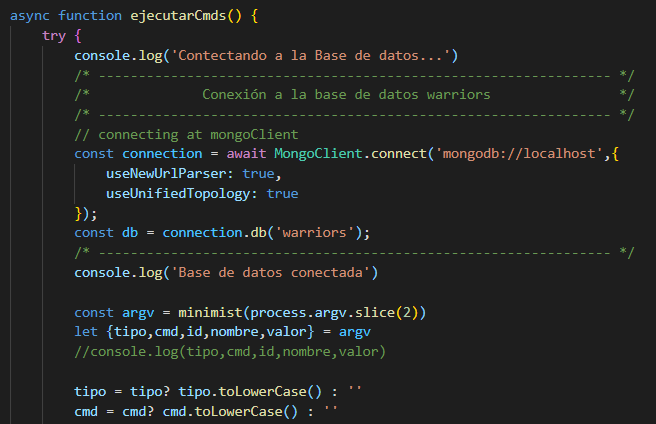 async function ejecutarCmds() {
try {
console.log('Contectando a la Base de datos...')
/* ---------------------------------------------------------------- */
/* Conexión a la base de datos warriors */
/* ---------------------------------------------------------------- */
// connecting at mongoClient
const connection = await MongoClient.connect('mongodb://localhost',{
useNewUrlParser: true,
useUnifiedTopology: true
});
const db = connection.db('warriors');
/* ---------------------------------------------------------------- */
console.log('Base de datos conectada')
const argv = minimist(process.argv.slice(2))
let {tipo,cmd,id,nombre,valor} = argv
//console.log(tipo,cmd,id,nombre,valor)
tipo = tipo? tipo.toLowerCase() : ''
cmd = cmd? cmd.toLowerCase() : ''